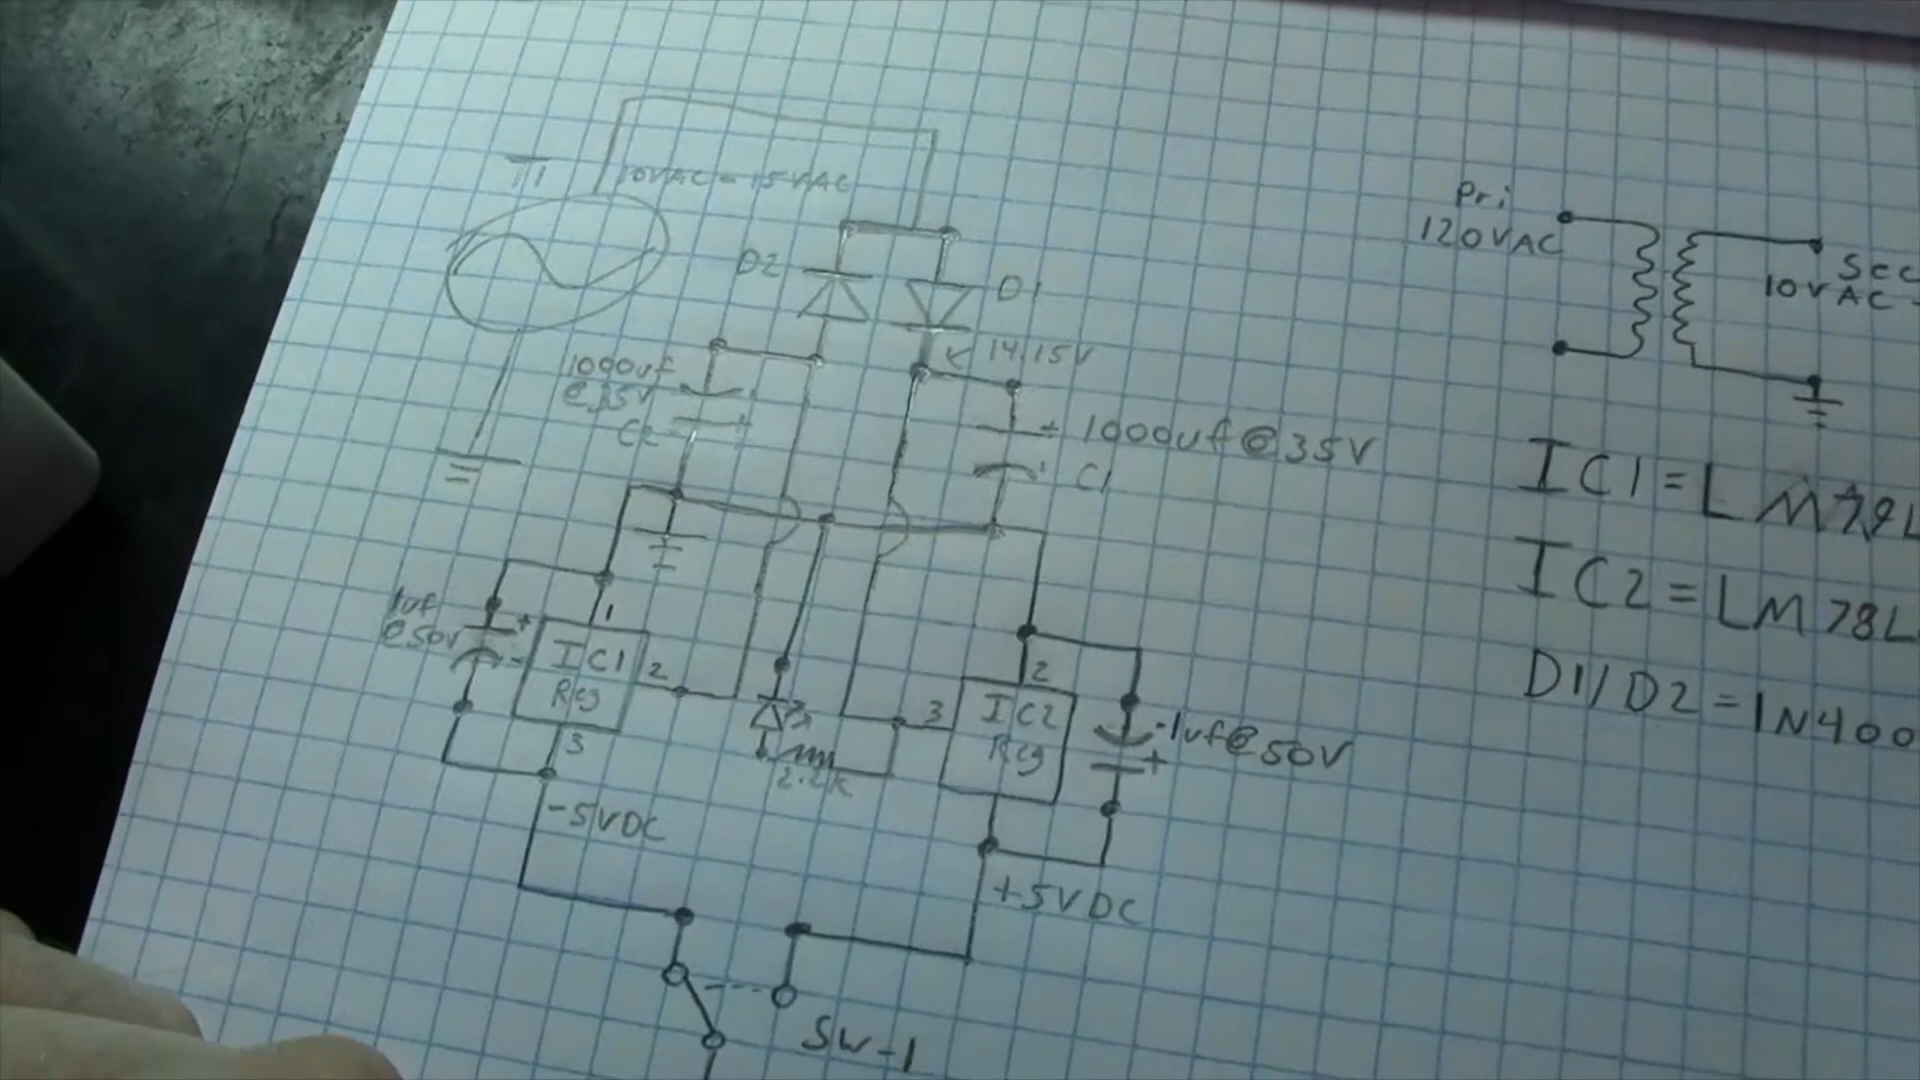 T1
10VAC-15VAC
D2
D1
14.15V
1000uf
@35V
C2
+
+ 1000uf@35V
C1
1uf
@50V
+
-
1
IC1
Reg
2
3
-5VDC
2.2K
3
2
IC2
Reg
-1uf@50V
+
+5VDC
SW-1
Pri
120VAC
Sec
10VAC-
IC1=LM79L
IC2=LM78L
D1/D2=1N400